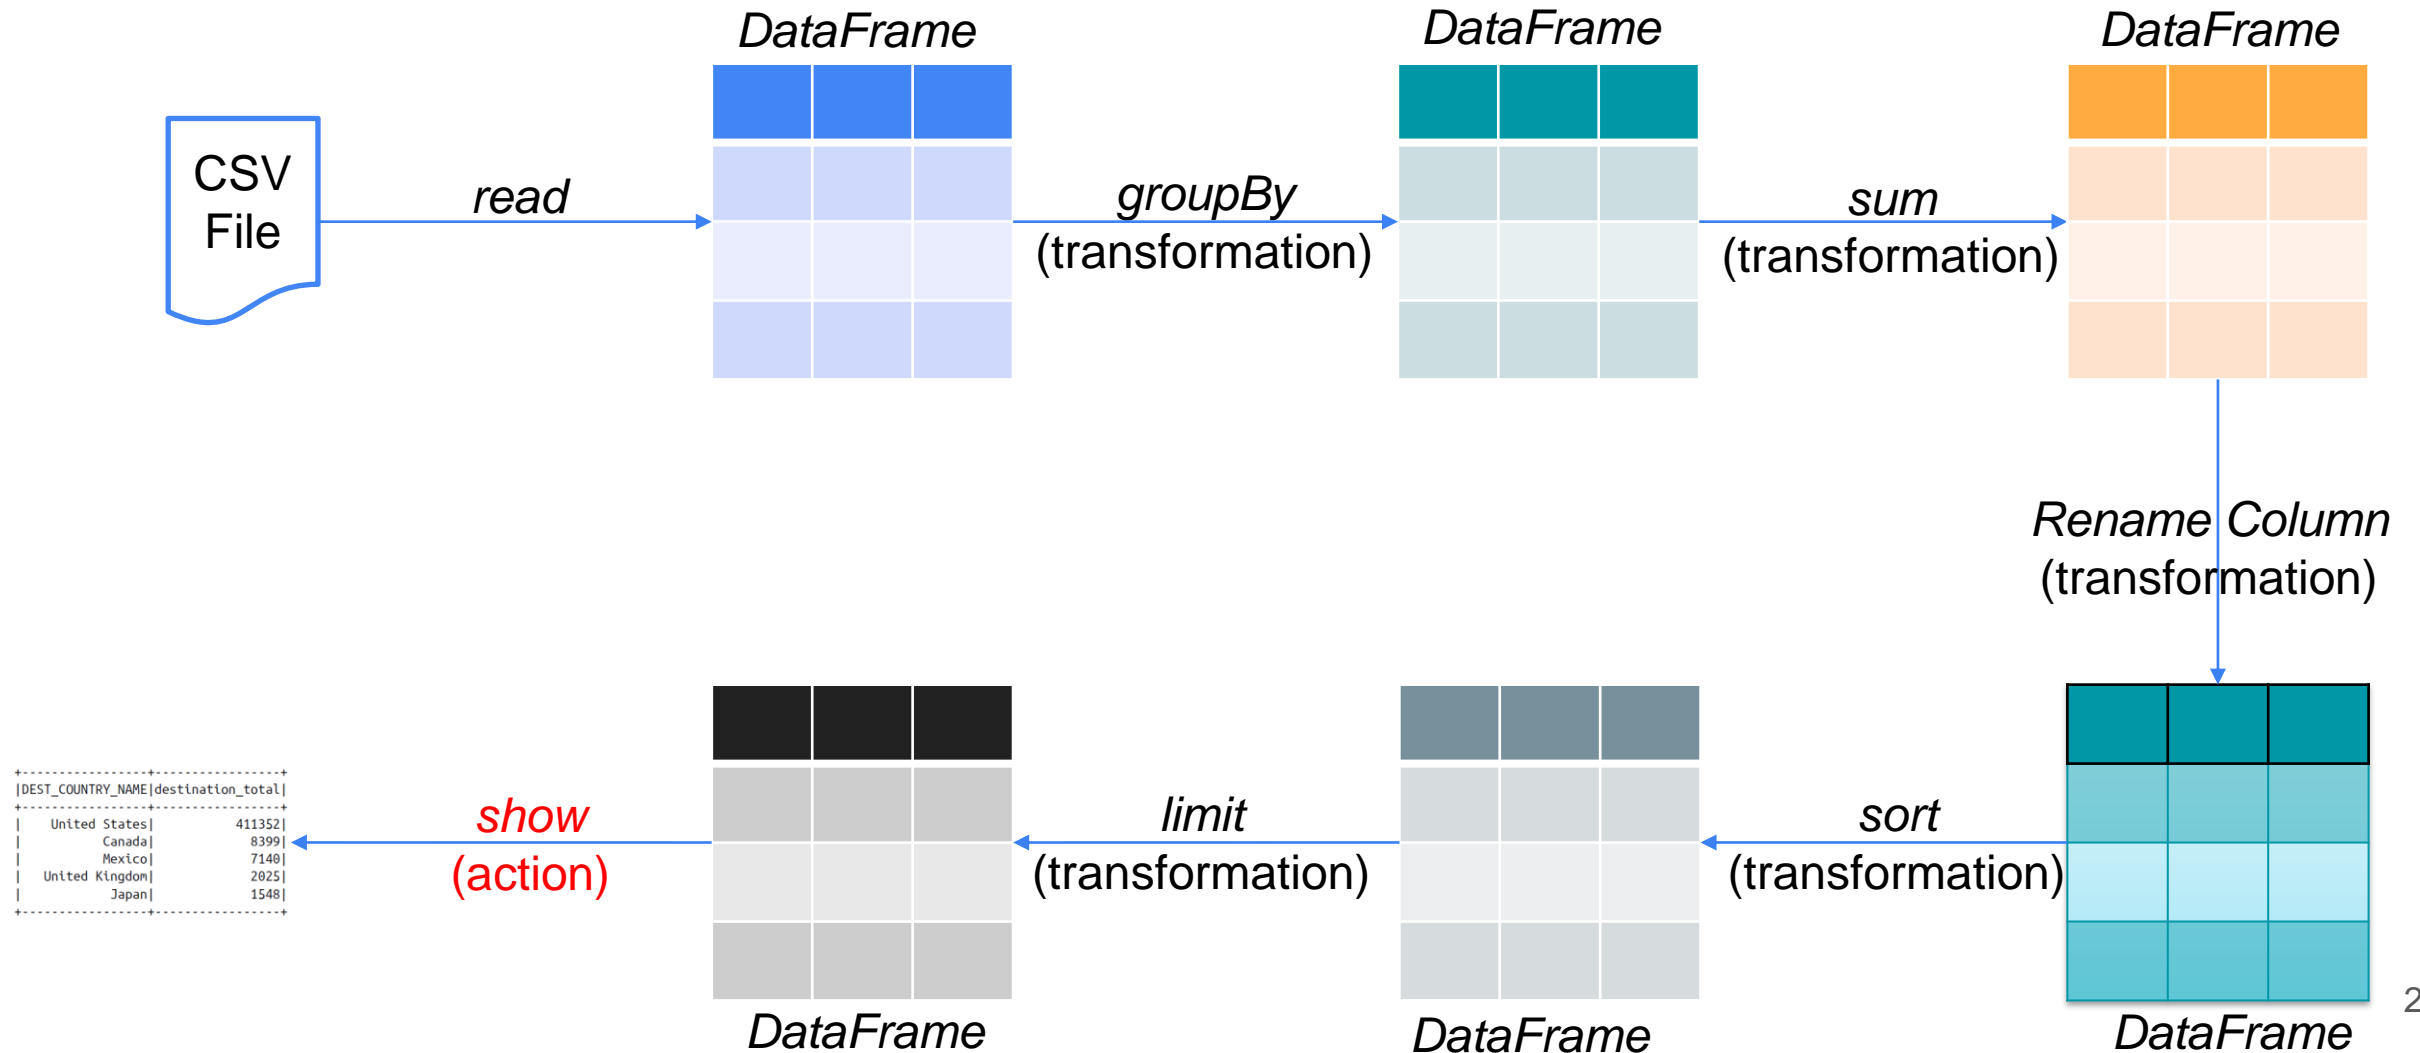 DataFrame
DataFrame
DataFrame
CSV
File
read
groupBy
(transformation)
sum
(transformation)
Rename Column
(transformation)
sort
(transformation)
limit
(transformation)
show
(action)
+-----------------+-----------------+
|DEST_COUNTRY_NAME|destination_total|
+-----------------+-----------------+
|    United States|           411352|
|           Canada|             8399|
|           Mexico|             7140|
|   United Kingdom|             2025|
|            Japan|             1548|
+-----------------+-----------------+
DataFrame
DataFrame
DataFrame
2